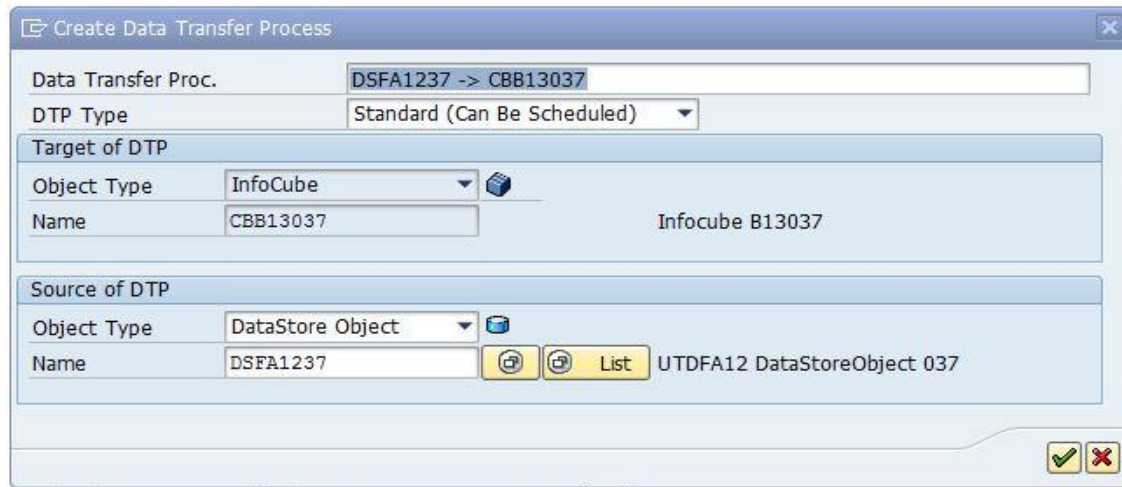 Create Data Transfer Process
Data Transfer Proc. DSFA1237 -> CBB13037
DTP Type Standard (Can Be Scheduled)
Target of DTP
Object Type InfoCube
Name CBB13037 Infocube B13037
Source of DTP
Object Type DataStore Object
Name DSFA1237 List UTDFA12 DataStoreObject 037